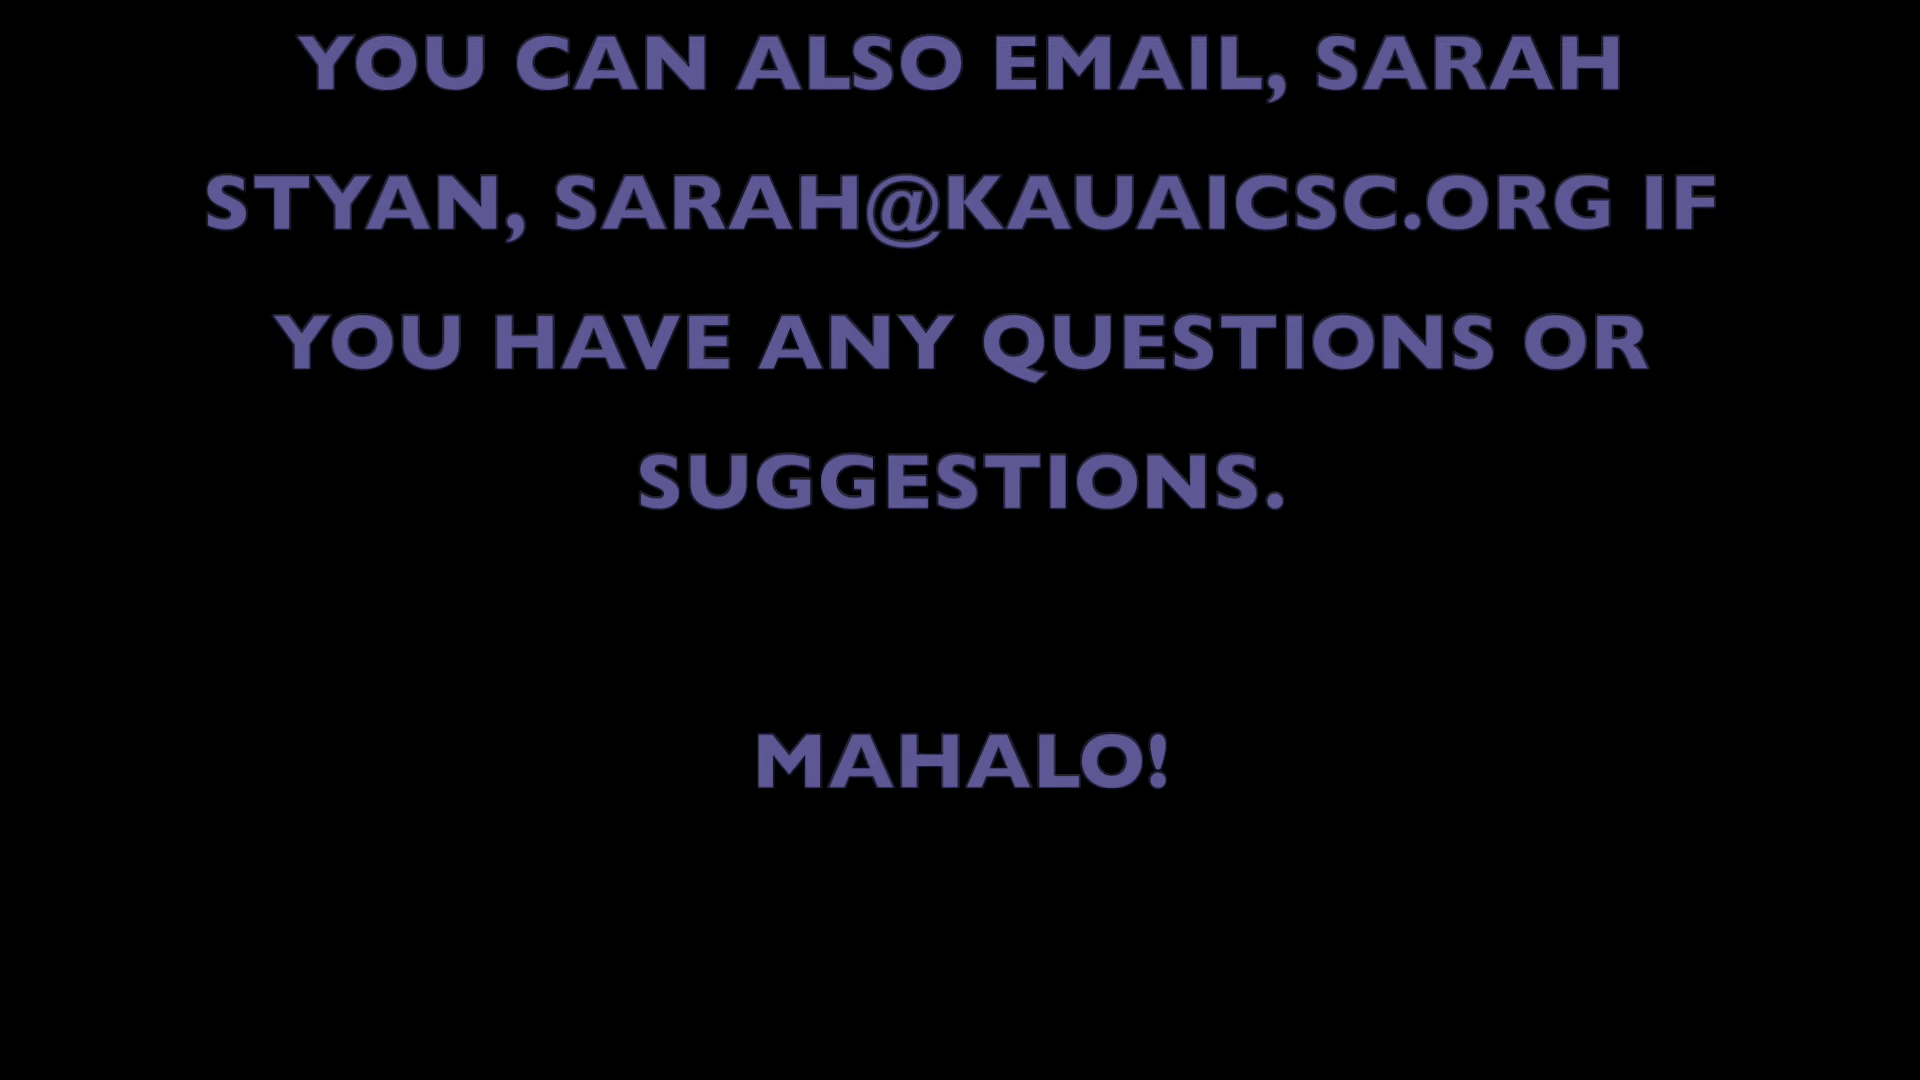 YOU CAN ALSO EMAIL, SARAH
STYAN, SARAH@KAUAICSC.ORG IF
YOU HAVE ANY QUESTIONS OR
SUGGESTIONS.
MAHALO!